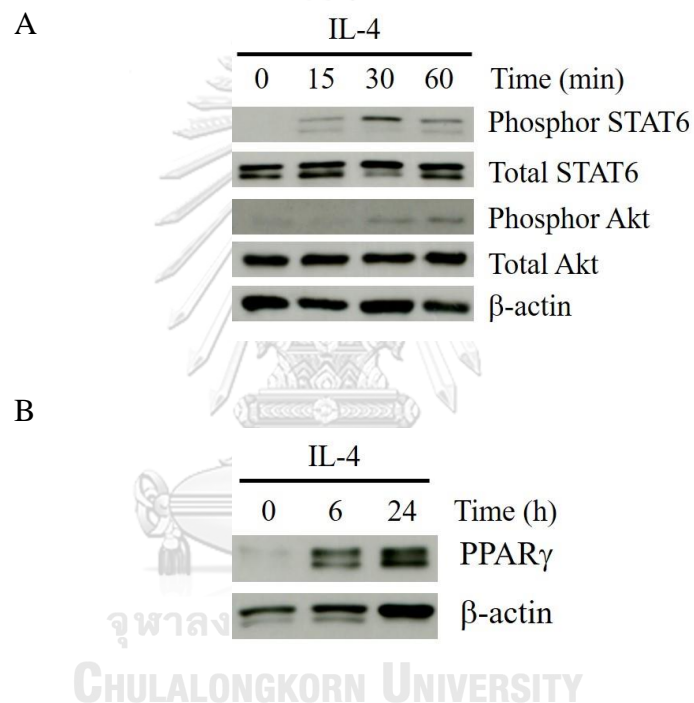 A
IL-4
0 15 30 60 Time (min)
Phosphor STAT6
Total STAT6
Phosphor Akt
Total Akt
β-actin
B
IL-4
0 6 24 Time (h)
PPARγ
β-actin
จุฬาลง
CHULALONGKORN UNIVERSITY